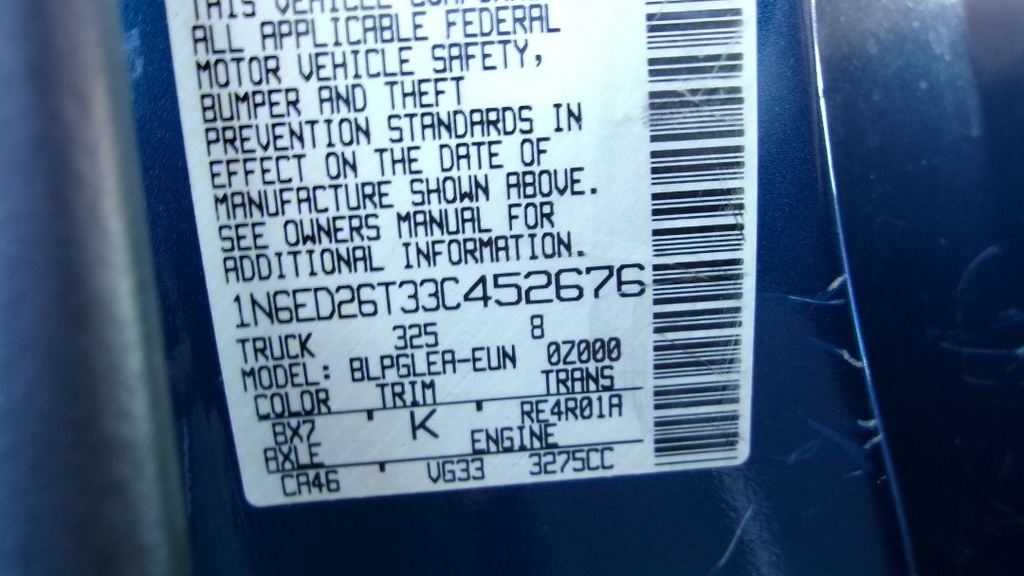 THIS VEHICLE
ALL APPLICABLE FEDERAL
MOTOR VEHICLE SAFETY,
BUMPER AND THEFT
PREVENTION STANDARDS IN
EFFECT ON THE DATE OF
MANUFACTURE SHOWN ABOVE.
SEE OWNERS MANUAL FOR
ADDITIONAL INFORMATION.
1N6ED26T33C452676
TRUCK 325 8
MODEL: BLPGLEA-EUN 0Z000
COLOR TRIM TRANS
BX7 K RE4R01A
AXLE ENGINE
CA46 VG33 3275CC